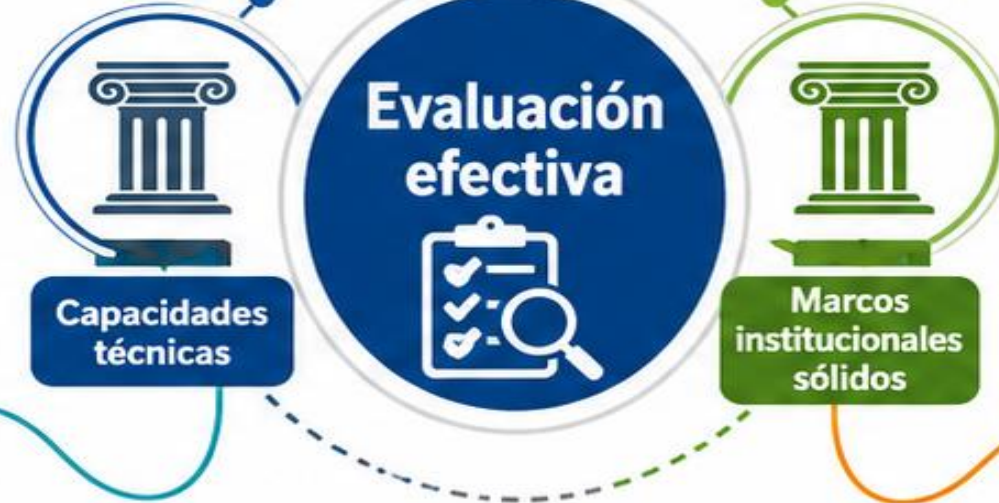 Evaluación
efectiva
Capacidades
técnicas
Marcos
institucionales
sólidos